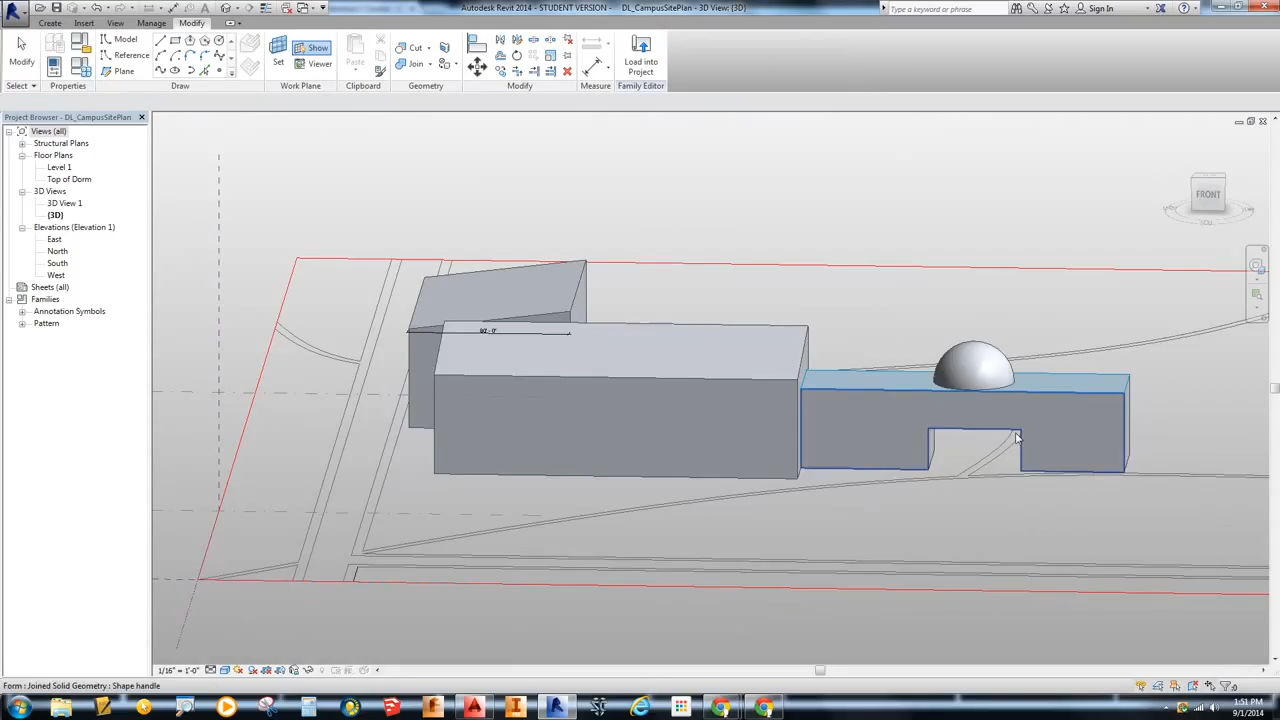 Autodesk Revit 2014 - STUDENT VERSION - DL_CampusSitePlan - 3D View: {3D}
Type a keyword or phrase
Sign In
Create Insert View Manage Modify
Modify
Model
Reference
Plane
Set
Show
Viewer
Paste
Cut
Join
Load into
Project
Select Properties Draw Work Plane Clipboard Geometry Modify Measure Family Editor
Project Browser - DL_CampusSitePlan
Views (all)
Structural Plans
Floor Plans
Level 1
Top of Dorm
3D Views
3D View 1
{3D}
Elevations (Elevation 1)
East
North
South
West
Sheets (all)
Families
Annotation Symbols
Pattern
FRONT
1/16" = 1'-0"
Form : Joined Solid Geometry : Shape handle
:0
1:51 PM
9/1/2014